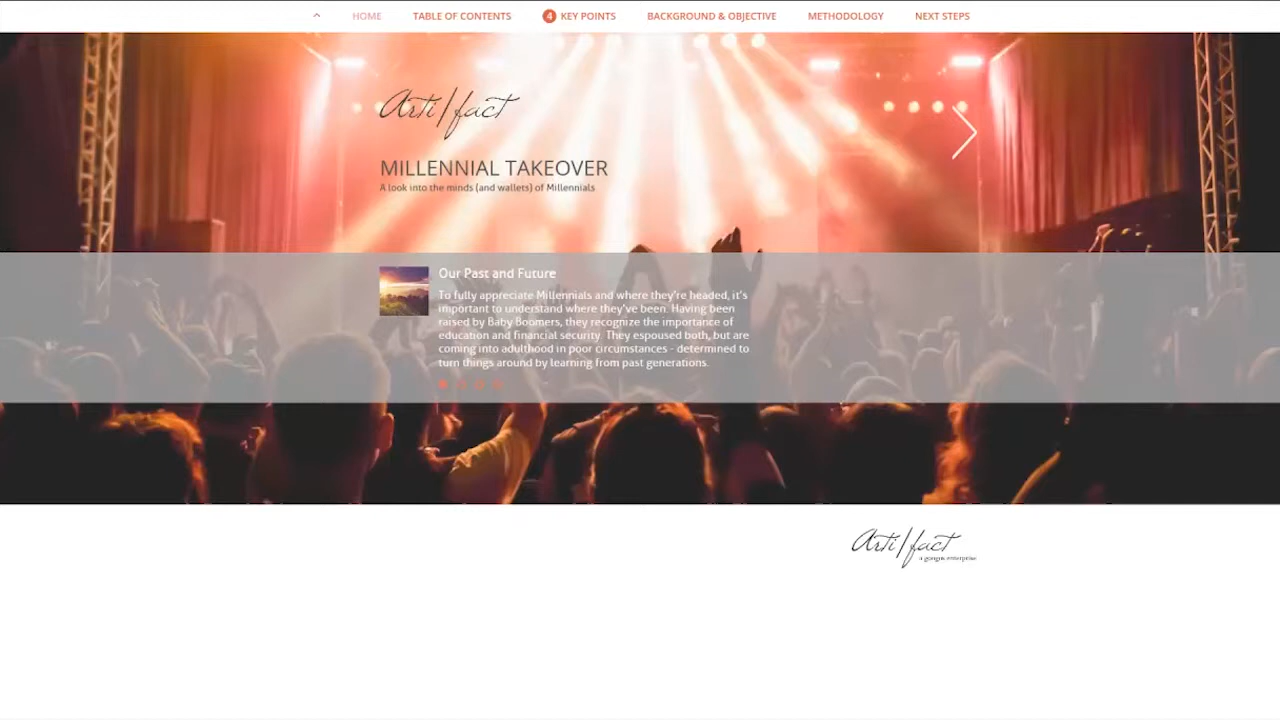 HOME TABLE OF CONTENTS 4 KEY POINTS BACKGROUND & OBJECTIVE METHODOLOGY NEXT STEPS
Arti/fact
MILLENNIAL TAKEOVER
A look into the minds (and wallets) of Millennials
Our Past and Future
To fully appreciate Millennials and where they're headed, it's
important to understand where they've been. Having been
raised by Baby Boomers, they recognize the importance of
education and financial security. They espoused both, but are
coming into adulthood in poor circumstances - determined to
turn things around by learning from past generations.
Arti/fact
a gongos enterprise